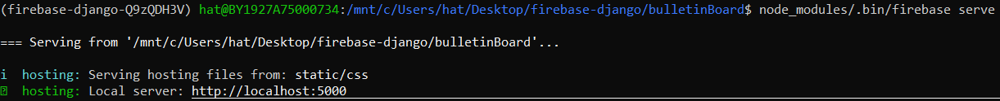 (firebase-django-Q9zQDH3V) hat@BY1927A75000734:/mnt/c/Users/hat/Desktop/firebase-django/bulletinBoard$ node_modules/.bin/firebase serve
=== Serving from '/mnt/c/Users/hat/Desktop/firebase-django/bulletinBoard'...
i hosting: Serving hosting files from: static/css
hosting: Local server: http://localhost:5000